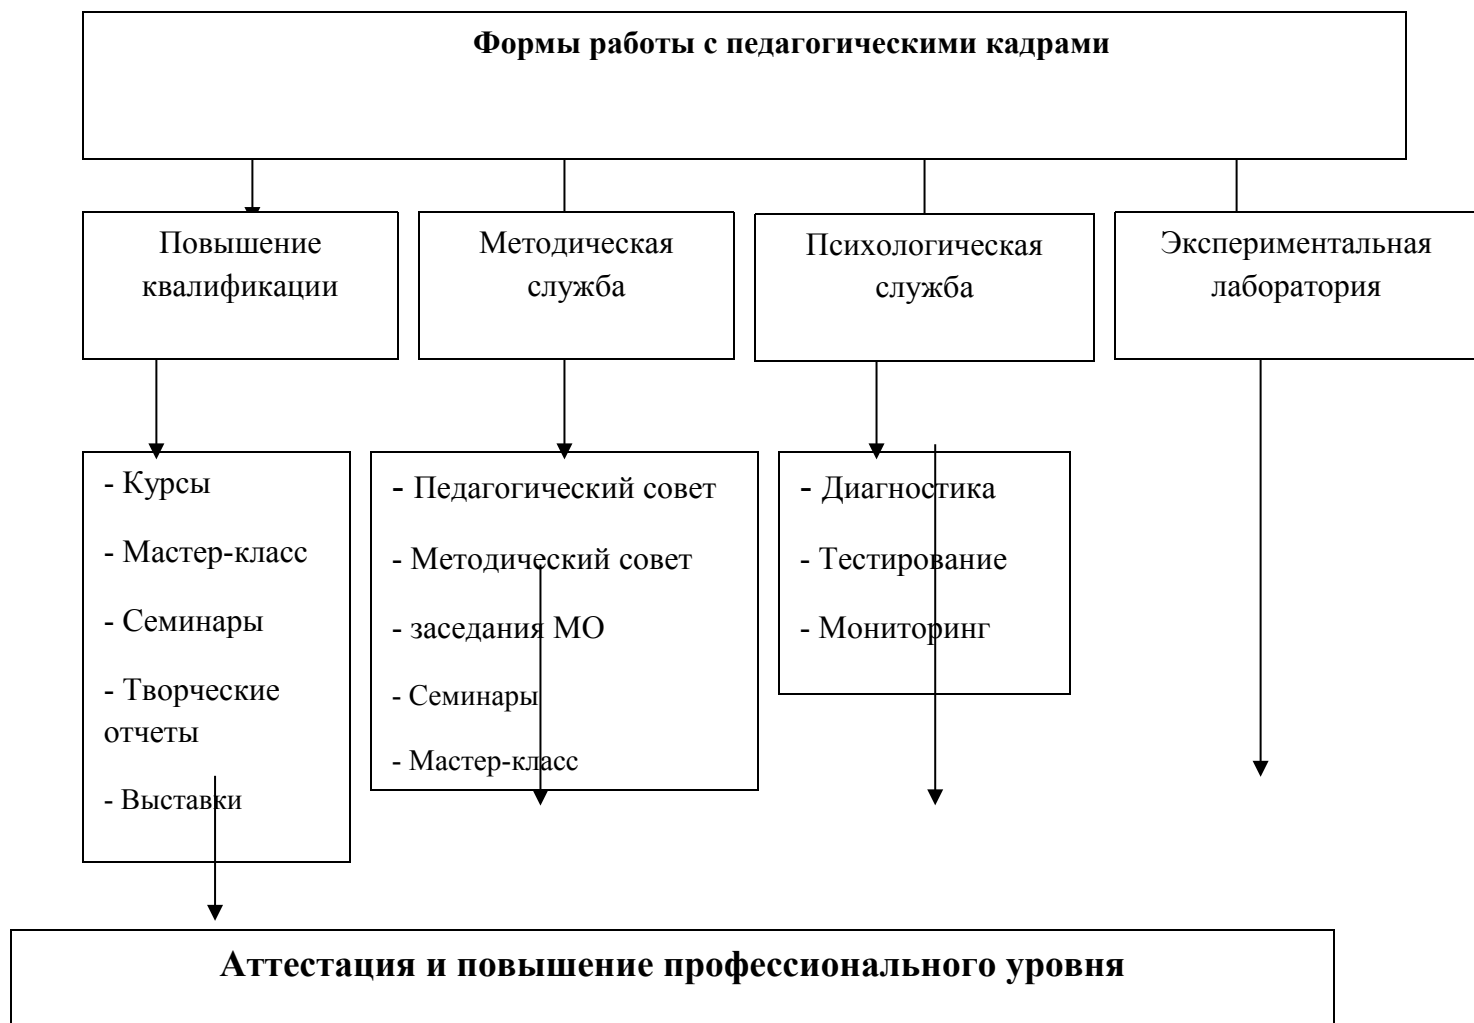 Формы работы с педагогическими кадрами
Повышение
квалификации
Методическая
служба
Психологическая
служба
Экспериментальная
лаборатория
- Курсы
- Мастер-класс
- Семинары
- Творческие
отчеты
- Выставки
- Педагогический совет
- Методический совет
- заседания МО
- Семинары
- Мастер-класс
- Диагностика
- Тестирование
- Мониторинг
Аттестация и повышение профессионального уровня